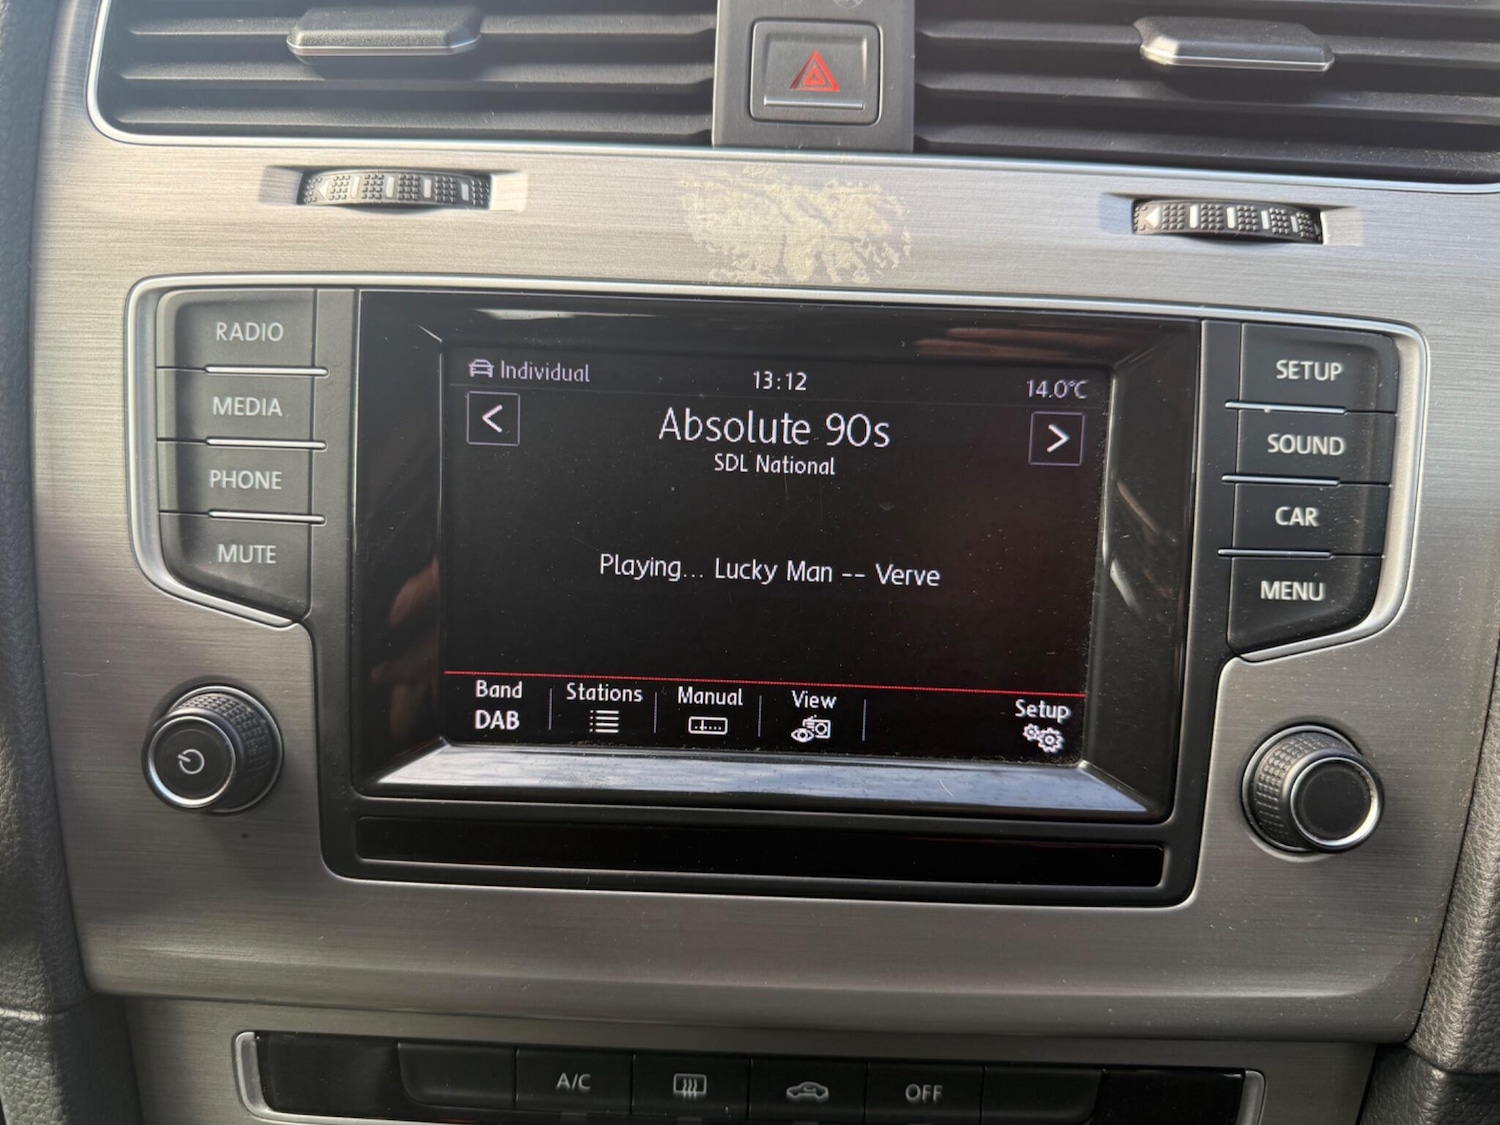 RADIO
MEDIA
PHONE
MUTE
Individual
13:12
14.0°C
<
Absolute 90s
>
SDL National
Playing... Lucky Man -- Verve
Band
DAB
Stations
Manual
View
Setup
SETUP
SOUND
CAR
MENU
A/C
OFF